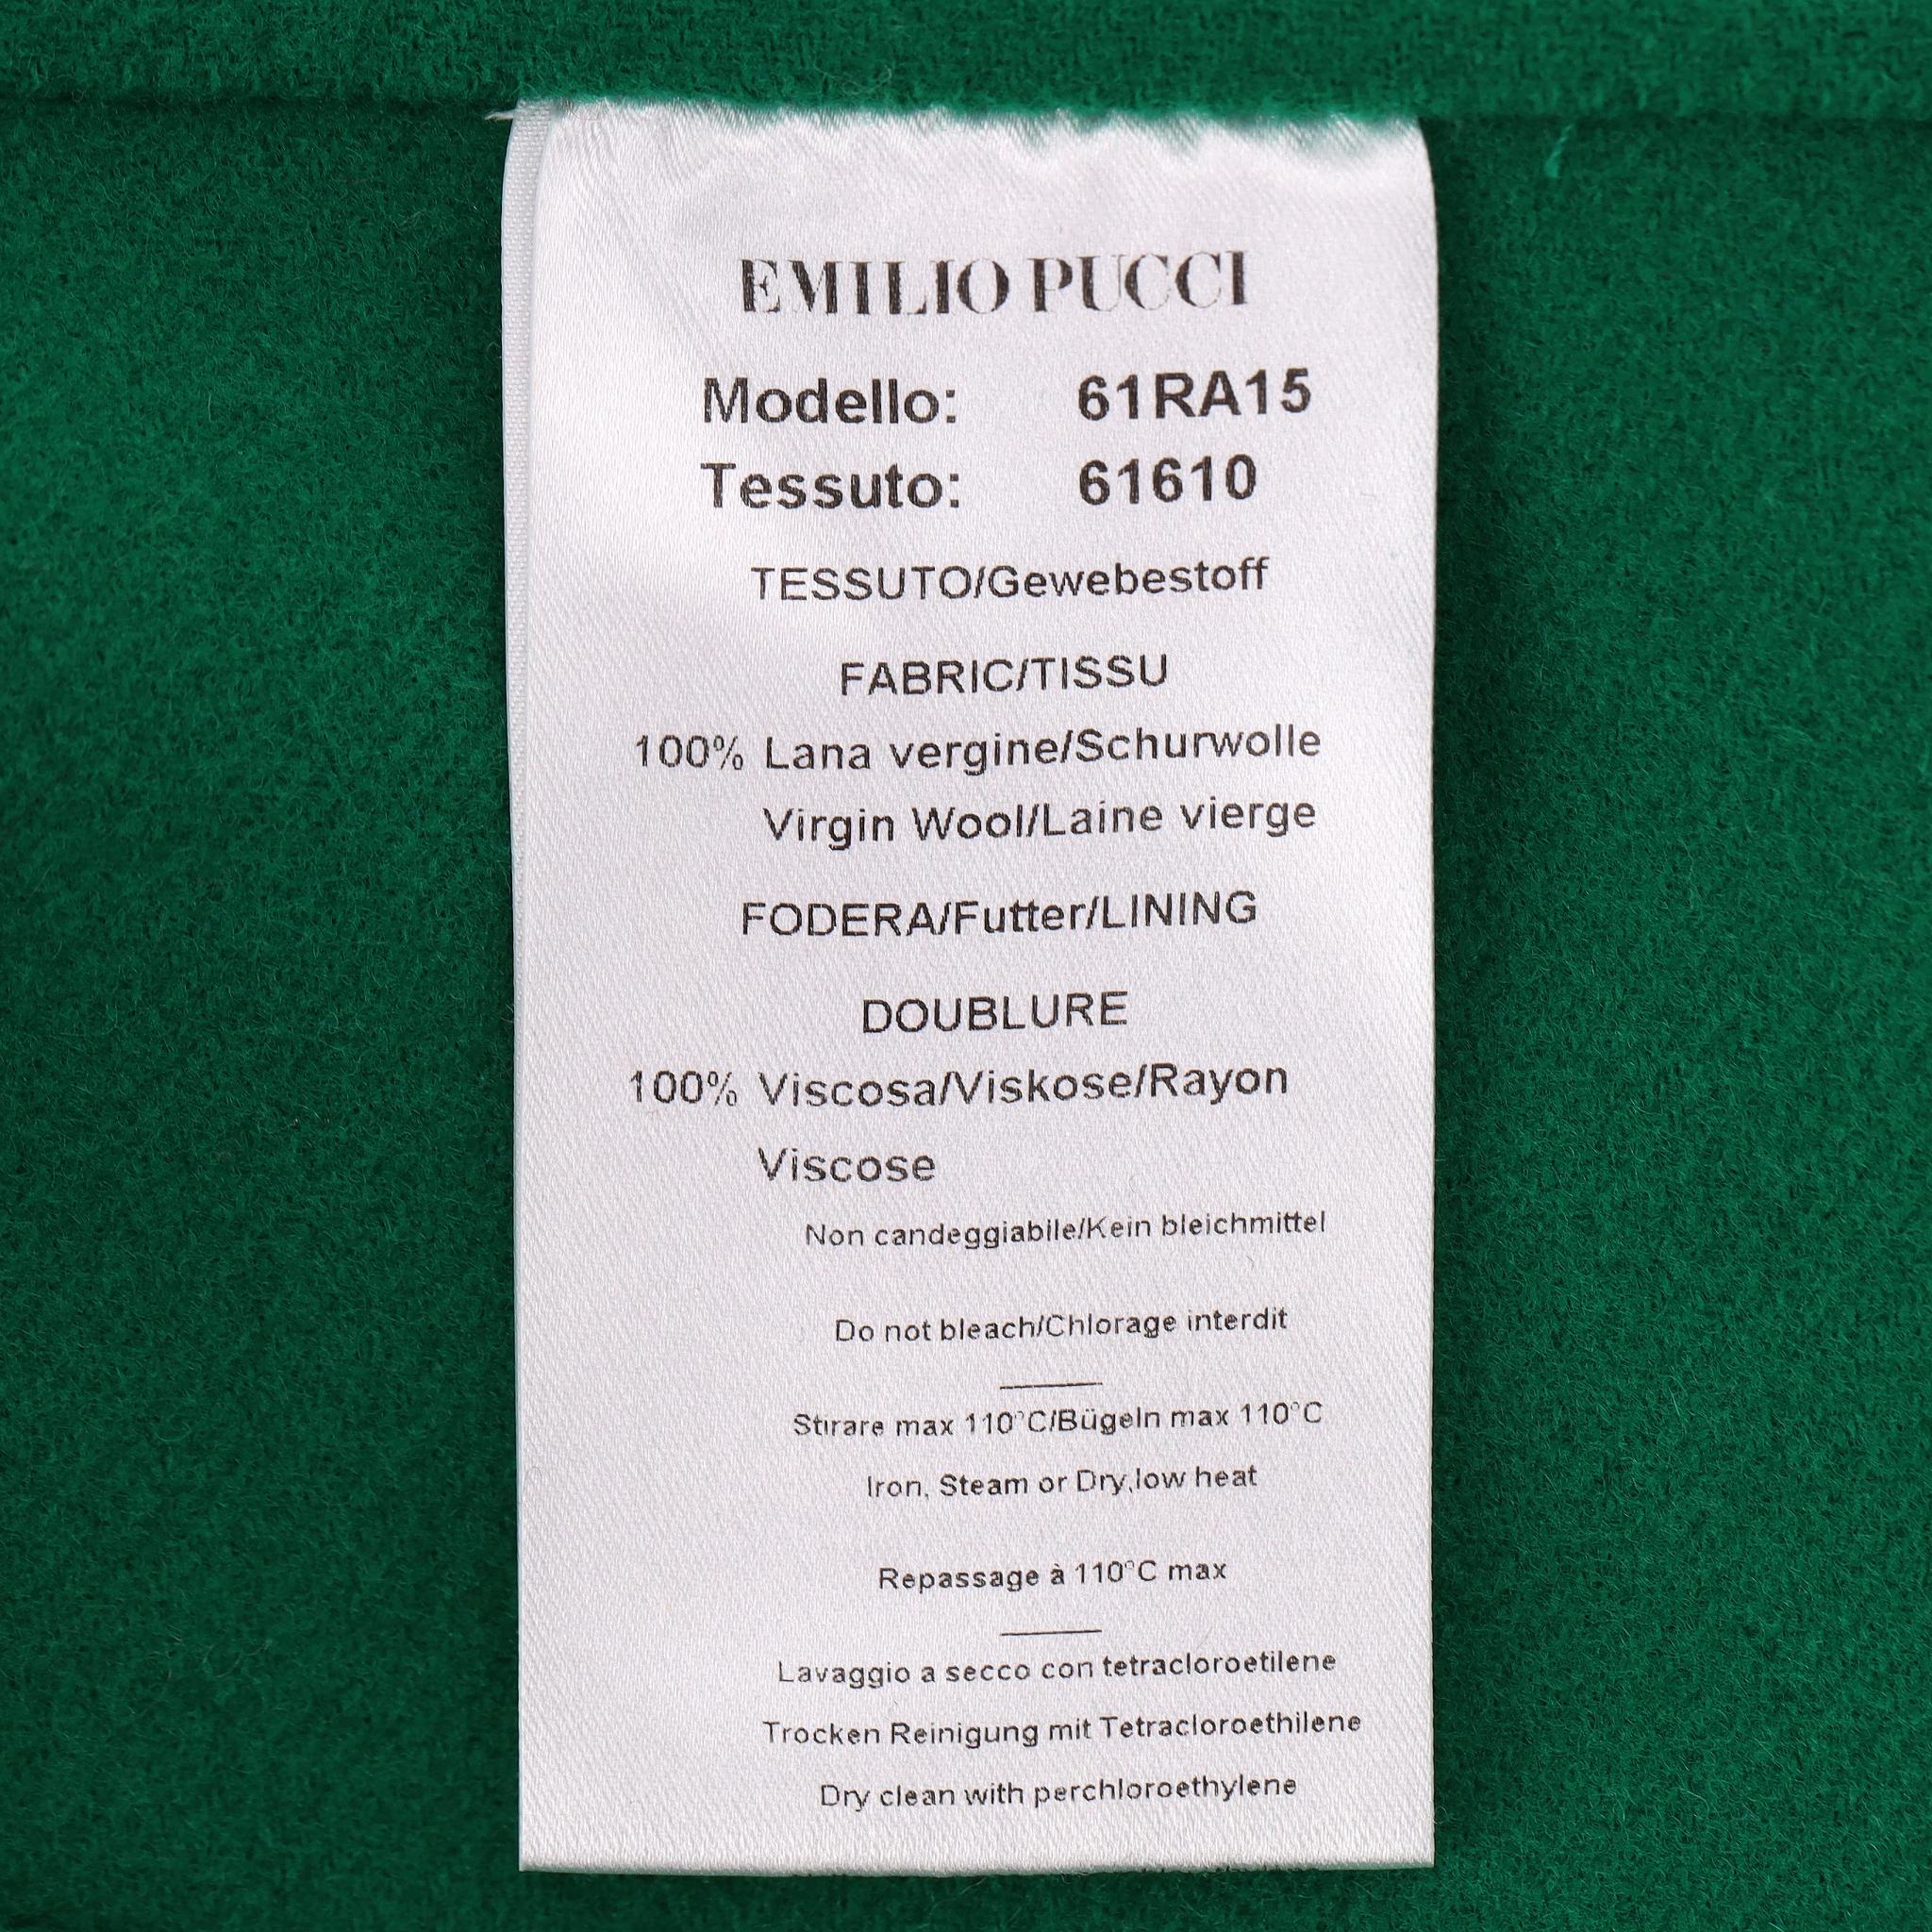 EMILIO PUCCI
Modello: 61RA15
Tessuto: 61610
TESSUTO/Gewebestoff
FABRIC/TISSU
100% Lana vergine/Schurwolle
Virgin Wool/Laine vierge
FODERA/Futter/LINING
DOUBLURE
100% Viscosa/Viskose/Rayon
Viscose
Non candeggiabile/Kein bleichmittel
Do not bleach/Chlorage interdit
Stirare max 110°C/Bügeln max 110°C
Iron, Steam or Dry,low heat
Repassage à 110°C max
Lavaggio a secco con tetracloroetilene
Trocken Reinigung mit Tetracloroethilene
Dry clean with perchloroethylene